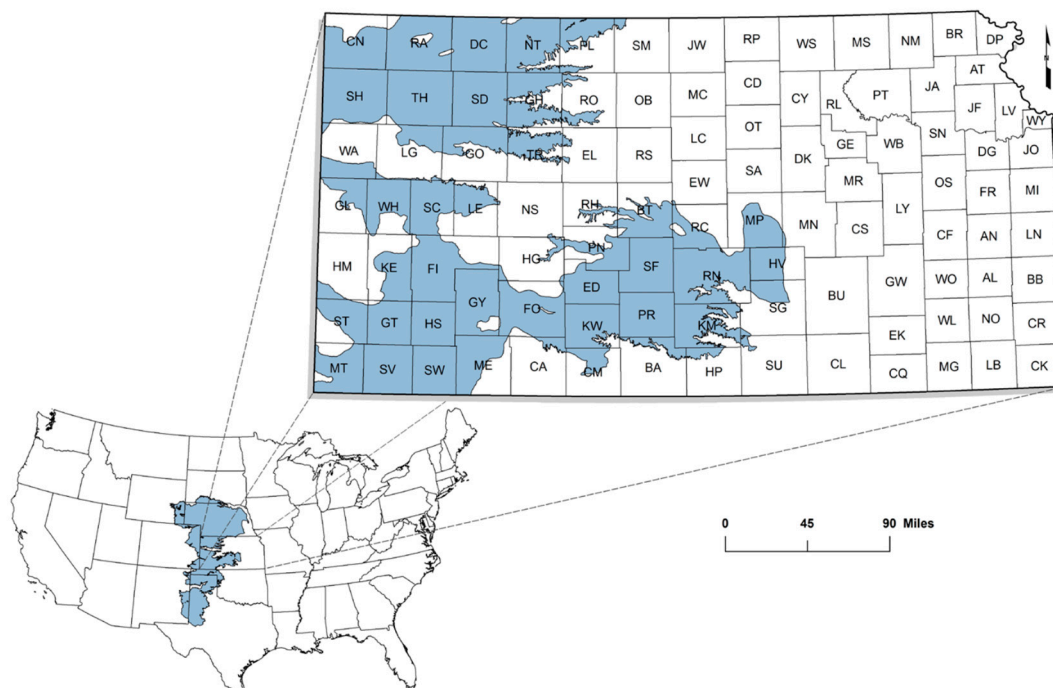 CN RA DC NT PL SM JW RP WS MS NM BR DP
SH TH SD GH RO OB MC CD CY RL PT JA AT
JF LV WY
WA LG GO TR EL RS LC OT DK GE WB SN DG JO
EW SA MR OS FR MI
GL WH SC LE NS RH BT RC MP MN CS LY
HM KE FI HG PN SF RN HV CF AN LN
GY ED BU GW WO AL BB
ST GT HS FO KW PR KM SG EK WL NO CR
MT SV SW ME CA CM BA HP SU CL CQ MG LB CK
N
0 45 90 Miles